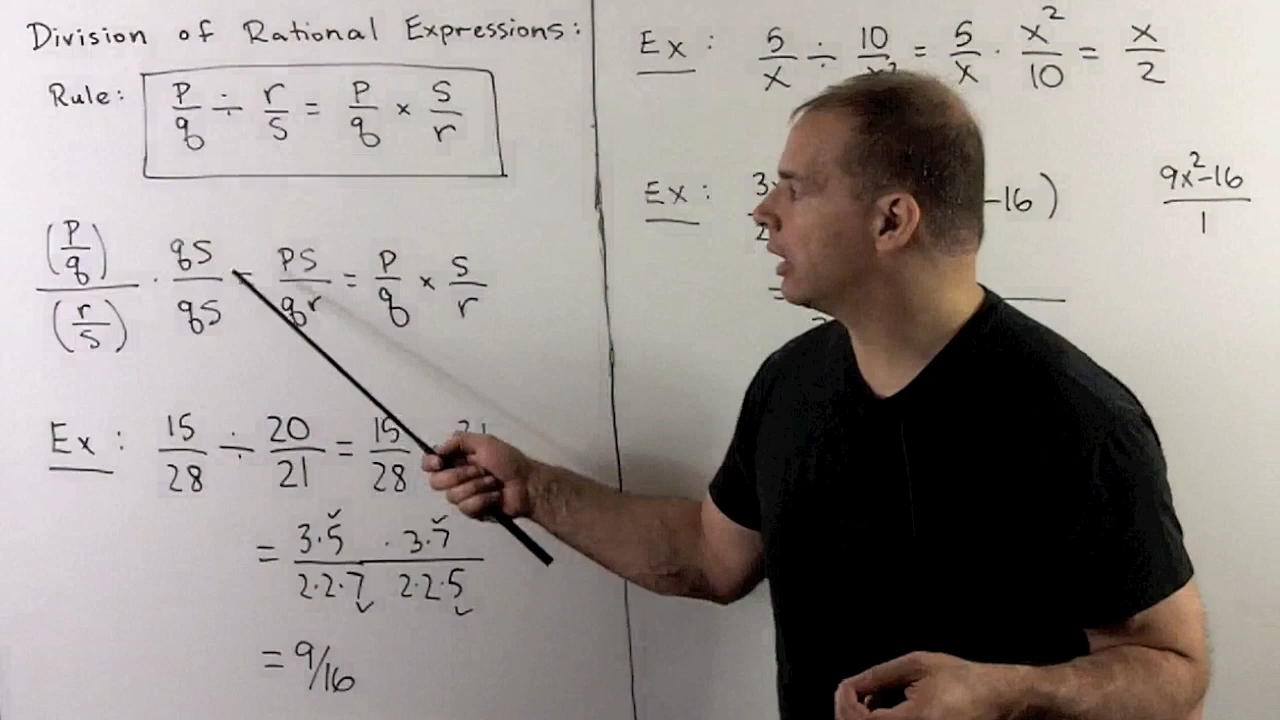 Division of Rational Expressions:
Rule: p/q ÷ r/s = p/q × s/r
(p/q)/(r/s) · qs/qs = ps/qr = p/q × s/r
Ex: 15/28 ÷ 20/21 = 15/28 21
= 3·5 · 3·7 / 2·2·7 2·2·5
= 9/16
Ex: 5/x ÷ 10/x² = 5/x · x²/10 = x/2
Ex: 3x -16) 9x²-16/1
=